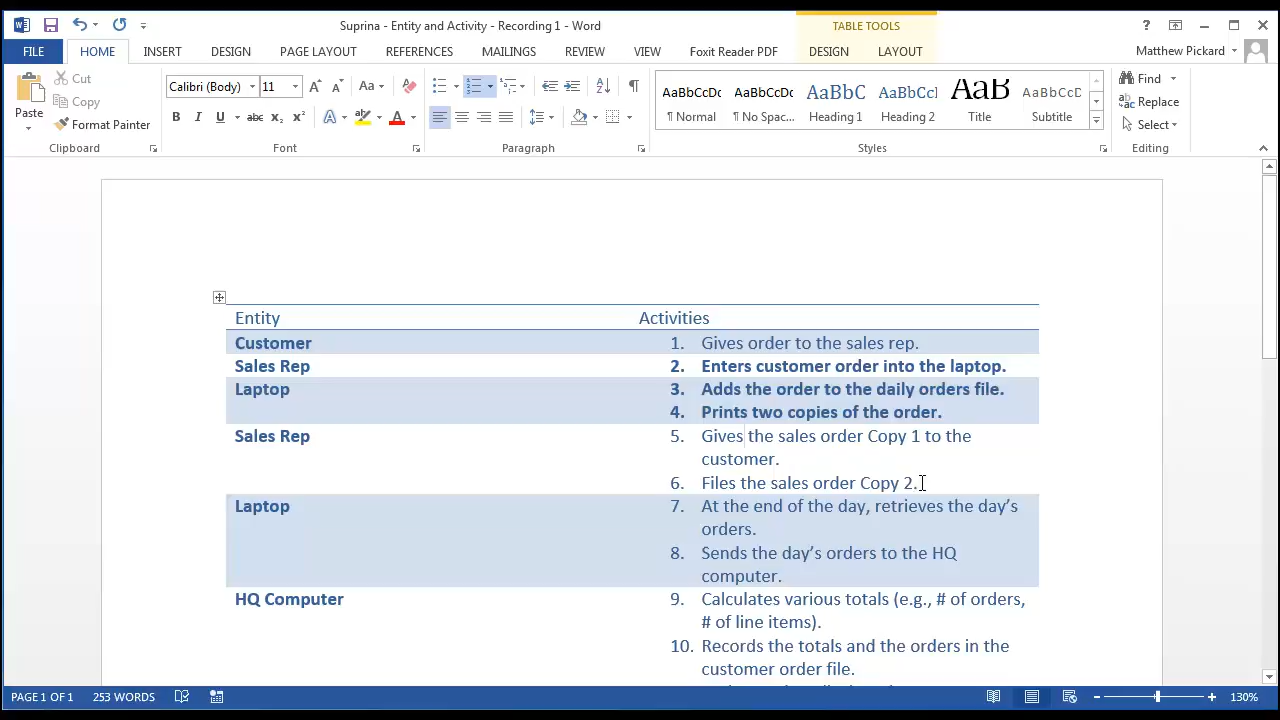 Suprina - Entity and Activity - Recording 1 - Word
TABLE TOOLS
FILE HOME INSERT DESIGN PAGE LAYOUT REFERENCES MAILINGS REVIEW VIEW Foxit Reader PDF DESIGN LAYOUT Matthew Pickard
Paste
Cut
Copy
Format Painter
Clipboard
Calibri (Body) 11
Font
Paragraph
AaBbCcDc AaBbCcDc AaBbC AaBbCcI AaB AaBbCcD
¶ Normal ¶ No Spac... Heading 1 Heading 2 Title Subtitle
Styles
Find
Replace
Select
Editing
Entity Activities
Customer 1. Gives order to the sales rep.
Sales Rep 2. Enters customer order into the laptop.
Laptop 3. Adds the order to the daily orders file.
4. Prints two copies of the order.
Sales Rep 5. Gives the sales order Copy 1 to the
customer.
6. Files the sales order Copy 2.
Laptop 7. At the end of the day, retrieves the day’s
orders.
8. Sends the day’s orders to the HQ
computer.
HQ Computer 9. Calculates various totals (e.g., # of orders,
# of line items).
10. Records the totals and the orders in the
customer order file.
PAGE 1 OF 1 253 WORDS 130%